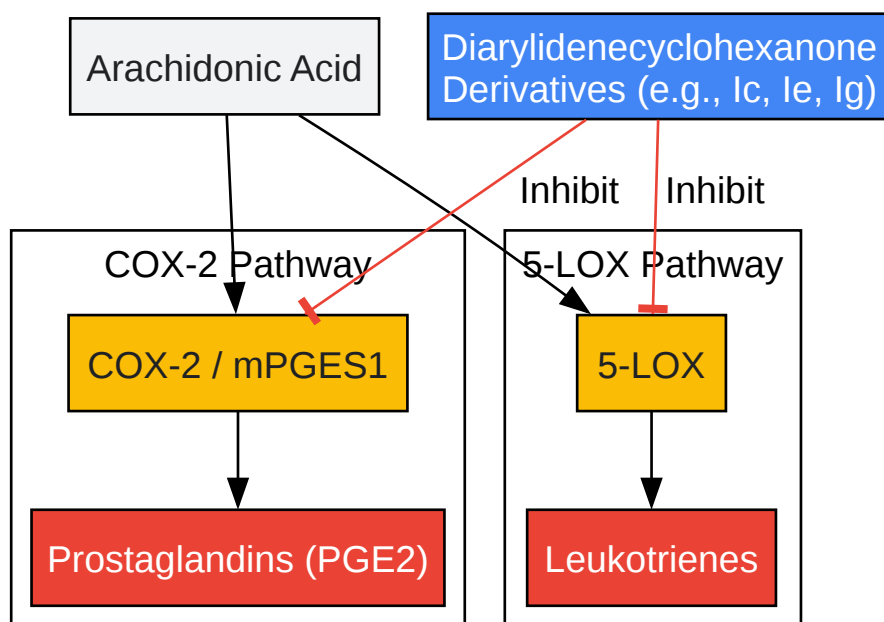 Arachidonic Acid
Diarylidenecyclohexanone
Derivatives (e.g., Ic, Ie, Ig)
Inhibit
Inhibit
COX-2 Pathway
5-LOX Pathway
COX-2 / mPGES1
5-LOX
Prostaglandins (PGE2)
Leukotrienes